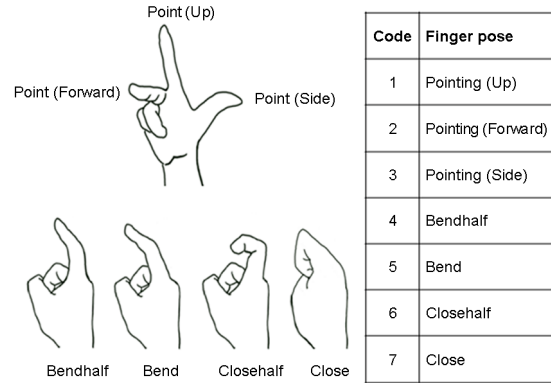 Point (Up)
Point (Forward)
Point (Side)
Bendhalf Bend Closehalf Close
Code Finger pose
1 Pointing (Up)
2 Pointing (Forward)
3 Pointing (Side)
4 Bendhalf
5 Bend
6 Closehalf
7 Close